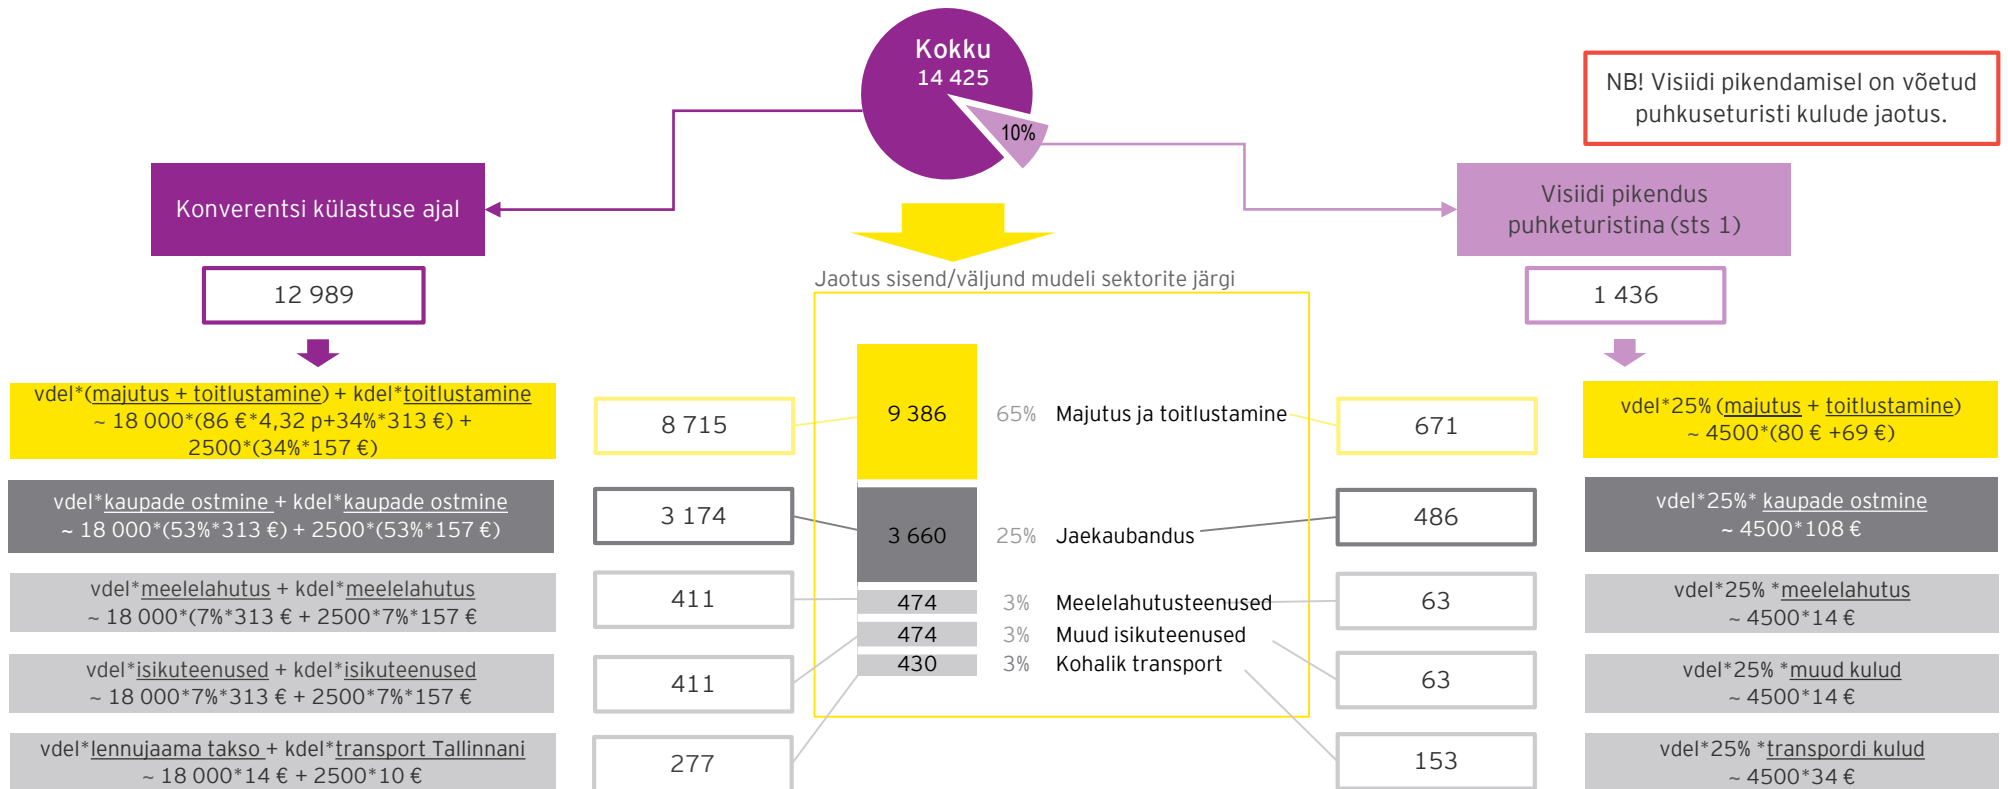 Kokku
14 425
10%
NB! Visiidi pikendamisel on võetud
puhkuseturisti kulude jaotus.
Konverentsi külastuse ajal
Visiidi pikendus
puhketuristina (sts 1)
12 989
1 436
Jaotus sisend/väljund mudeli sektorite järgi
vdel*(majutus + toitlustamine) + kdel*toitlustamine
~ 18 000*(86 €*4,32 p+34%*313 €) +
2500*(34%*157 €)
8 715
9 386
65%
Majutus ja toitlustamine
671
vdel*25% (majutus + toitlustamine)
~ 4500*(80 € +69 €)
vdel*kaupade ostmine + kdel*kaupade ostmine
~ 18 000*(53%*313 €) + 2500*(53%*157 €)
3 174
3 660
25%
Jaekaubandus
486
vdel*25%* kaupade ostmine
~ 4500*108 €
vdel*meelelahutus + kdel*meelelahutus
~ 18 000*(7%*313 € + 2500*7%*157 €
411
474
3%
Meelelahutusteenused
63
vdel*25% *meelelahutus
~ 4500*14 €
474
3%
Muud isikuteenused
430
3%
Kohalik transport
vdel*isikuteenused + kdel*isikuteenused
~ 18 000*7%*313 € + 2500*7%*157 €
411
63
vdel*25% *muud kulud
~ 4500*14 €
vdel*lennujaama takso + kdel*transport Tallinnani
~ 18 000*14 € + 2500*10 €
277
153
vdel*25% *transpordi kulud
~ 4500*34 €